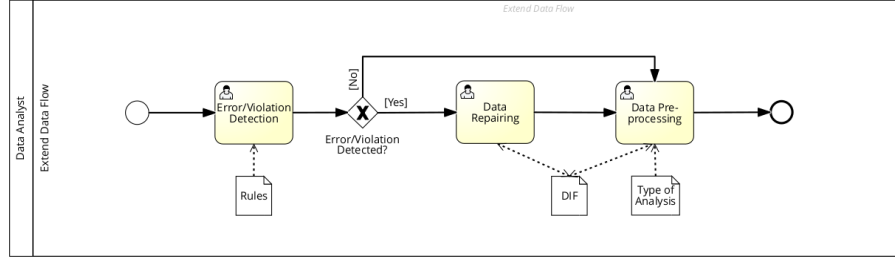 Extend Data Flow
Data Analyst
Extend Data Flow
Error/Violation
Detection
[No]
[Yes]
Error/Violation
Detected?
Data
Repairing
Data Pre-
processing
Rules
DIF
Type of
Analysis